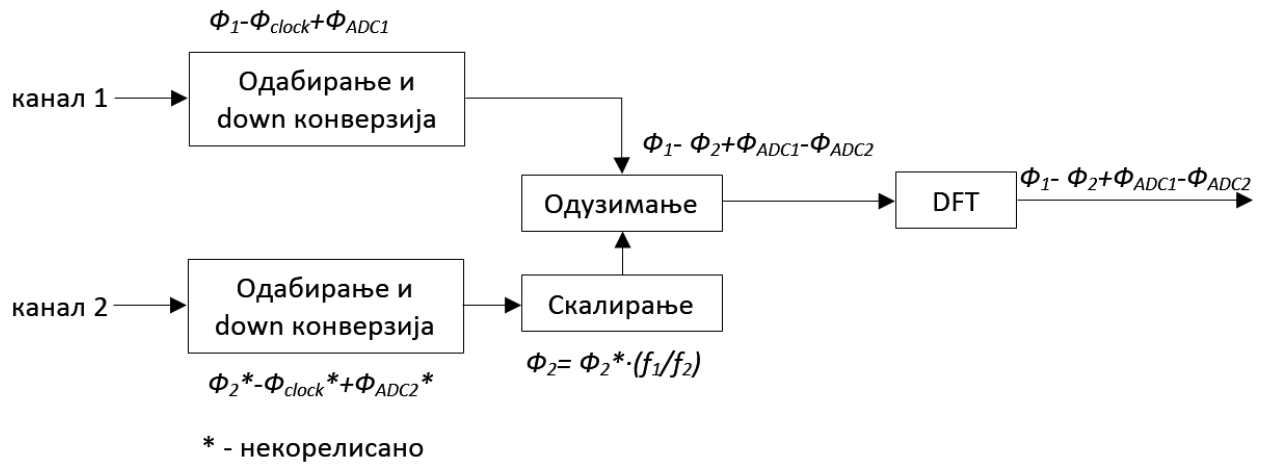 Φ1-Φclock+ΦADC1
канал 1
Одабирање и
down конверзија
Φ1- Φ2+ΦADC1-ΦADC2
Одузимање
DFT
Φ1- Φ2+ΦADC1-ΦADC2
канал 2
Одабирање и
down конверзија
Скалирање
Φ2= Φ2*·(f1/f2)
Φ2*-Φclock*+ΦADC2*
* - некорелисано